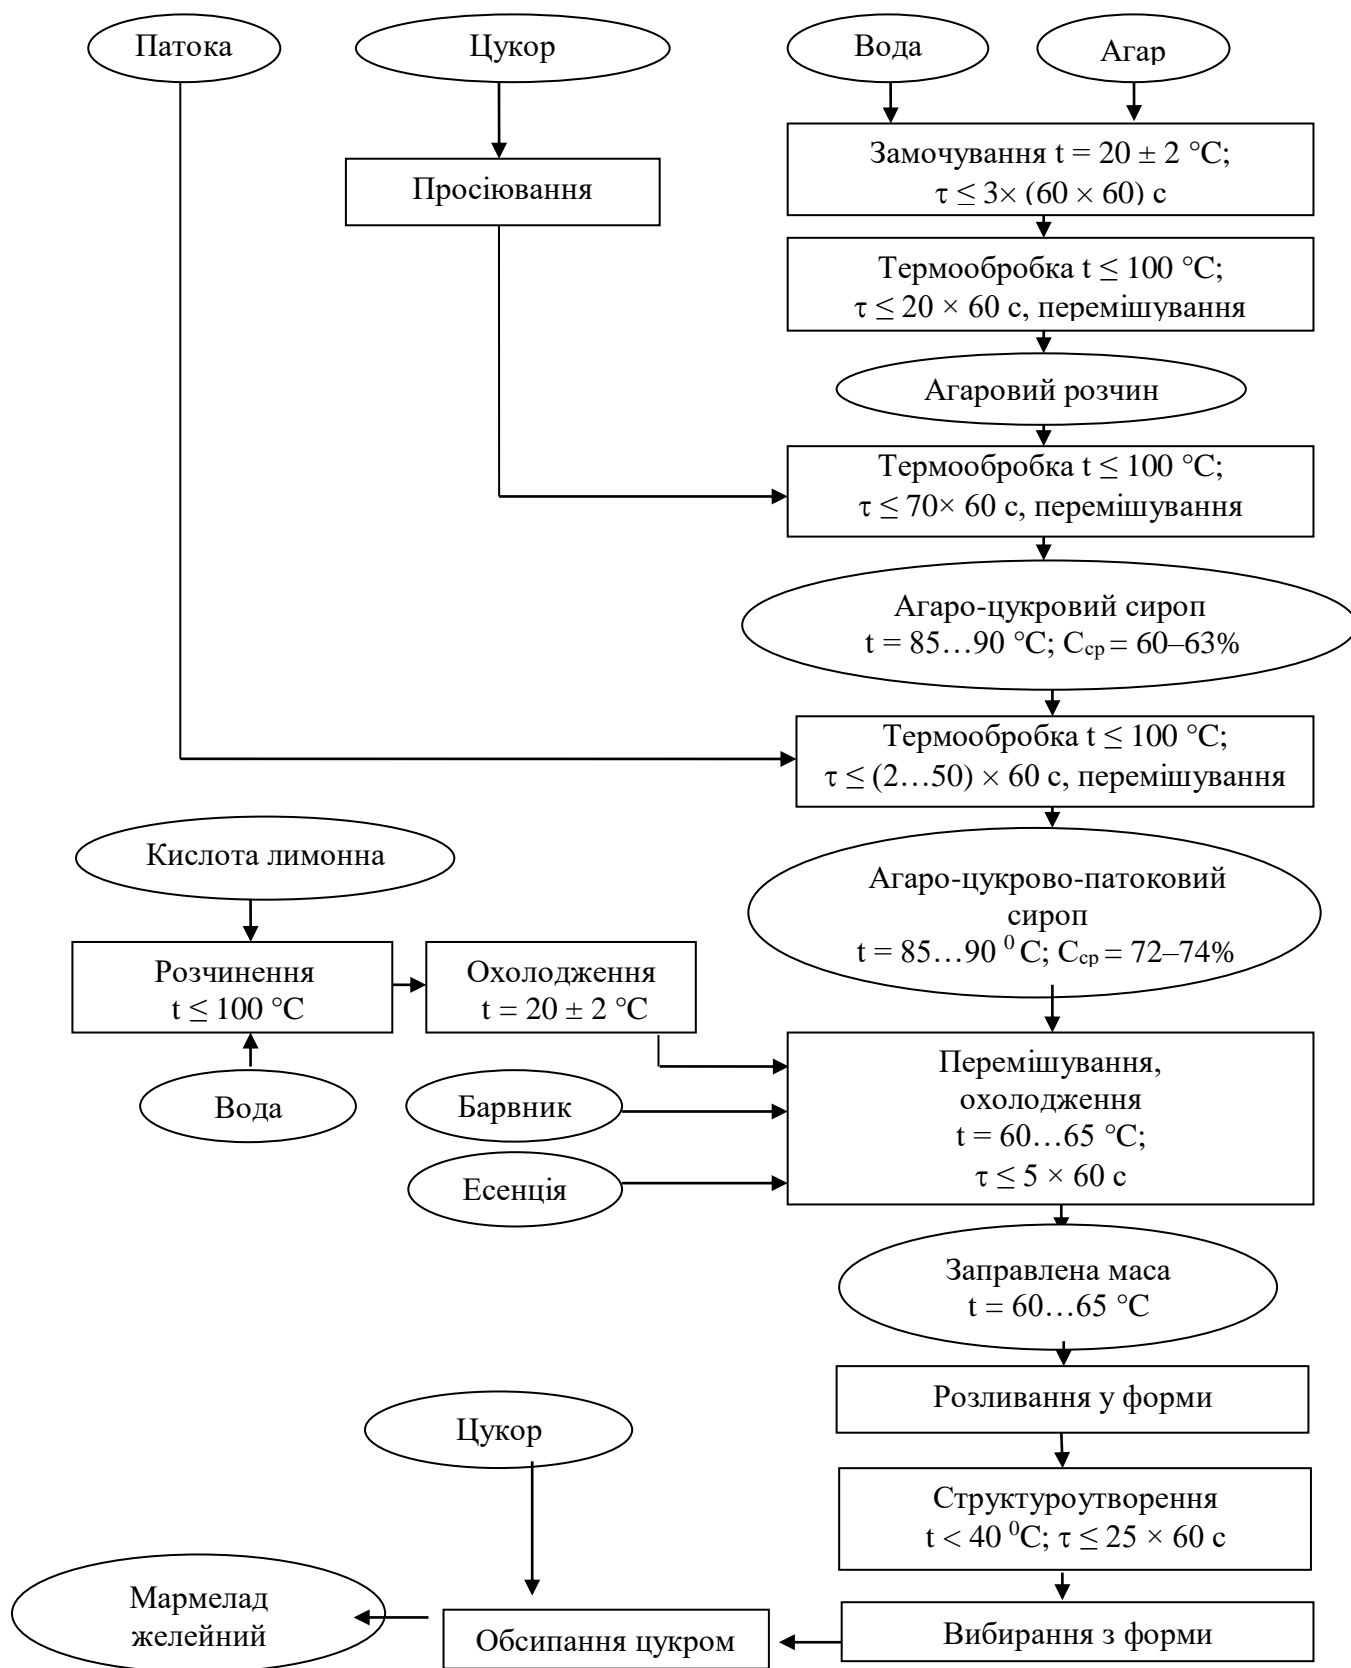 Патока
Цукор
Вода
Агар
Замочування t = 20 ± 2 °C;
τ ≤ 3× (60 × 60) с
Просіювання
Термообробка t ≤ 100 °C;
τ ≤ 20 × 60 с, перемішування
Агаровий розчин
Термообробка t ≤ 100 °C;
τ ≤ 70× 60 с, перемішування
Агаро-цукровий сироп
t = 85…90 °C; Cср = 60–63%
Термообробка t ≤ 100 °C;
τ ≤ (2…50) × 60 с, перемішування
Кислота лимонна
Агаро-цукрово-патоковий
сироп
t = 85…90 ⁰ C; Cср = 72–74%
Розчинення
t ≤ 100 °C
Охолодження
t = 20 ± 2 °C
Вода
Барвник
Есенція
Перемішування,
охолодження
t = 60…65 °C;
τ ≤ 5 × 60 с
Заправлена маса
t = 60…65 °C
Розливання у форми
Цукор
Структуроутворення
t < 40 ⁰C; τ ≤ 25 × 60 с
Мармелад
желейний
Обсипання цукром
Вибирання з форми